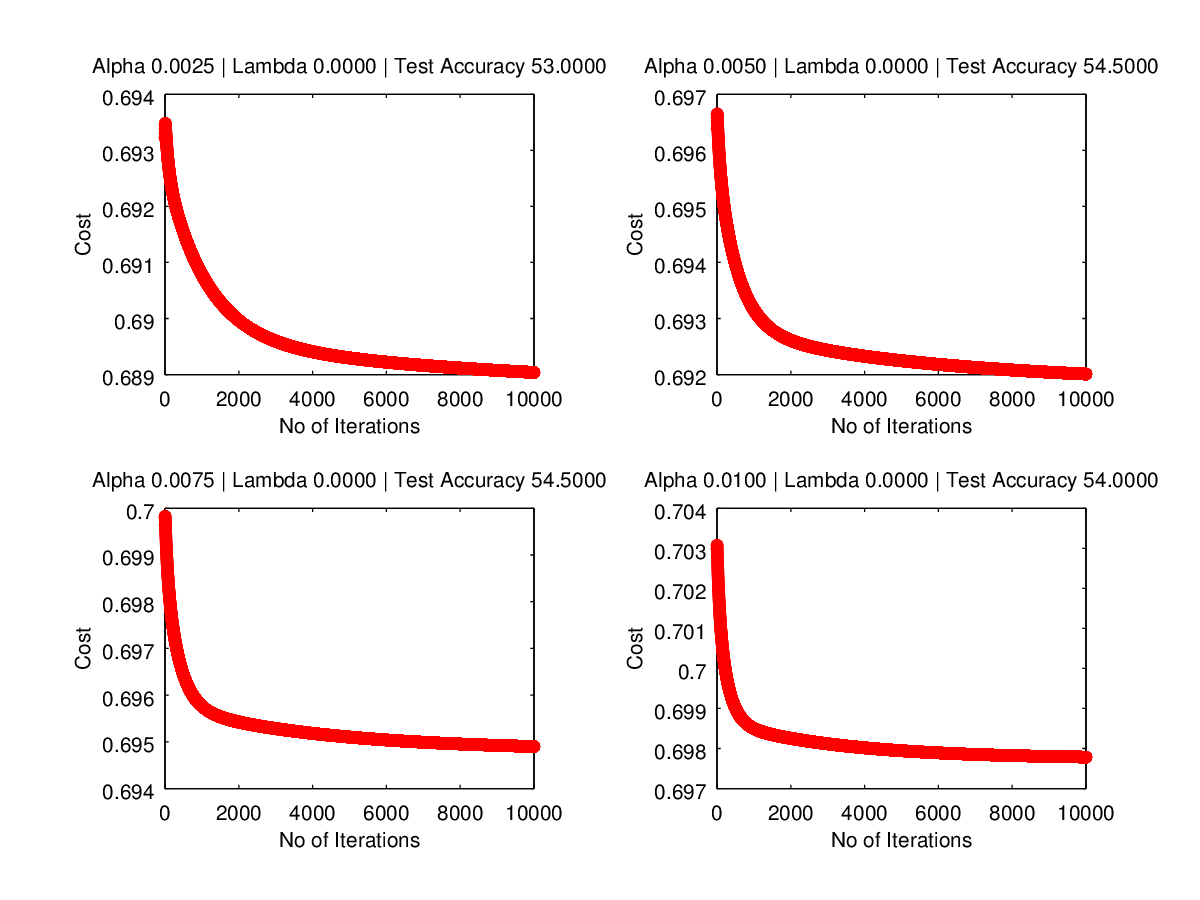 Alpha 0.0025 | Lambda 0.0000 | Test Accuracy 53.0000
0.694
0.693
0.692
0.691
0.69
0.689
Cost
0 2000 4000 6000 8000 10000
No of Iterations
Alpha 0.0050 | Lambda 0.0000 | Test Accuracy 54.5000
0.697
0.696
0.695
0.694
0.693
0.692
Cost
0 2000 4000 6000 8000 10000
No of Iterations
Alpha 0.0075 | Lambda 0.0000 | Test Accuracy 54.5000
0.7
0.699
0.698
0.697
0.696
0.695
0.694
Cost
0 2000 4000 6000 8000 10000
No of Iterations
Alpha 0.0100 | Lambda 0.0000 | Test Accuracy 54.0000
0.704
0.703
0.702
0.701
0.7
0.699
0.698
0.697
Cost
0 2000 4000 6000 8000 10000
No of Iterations